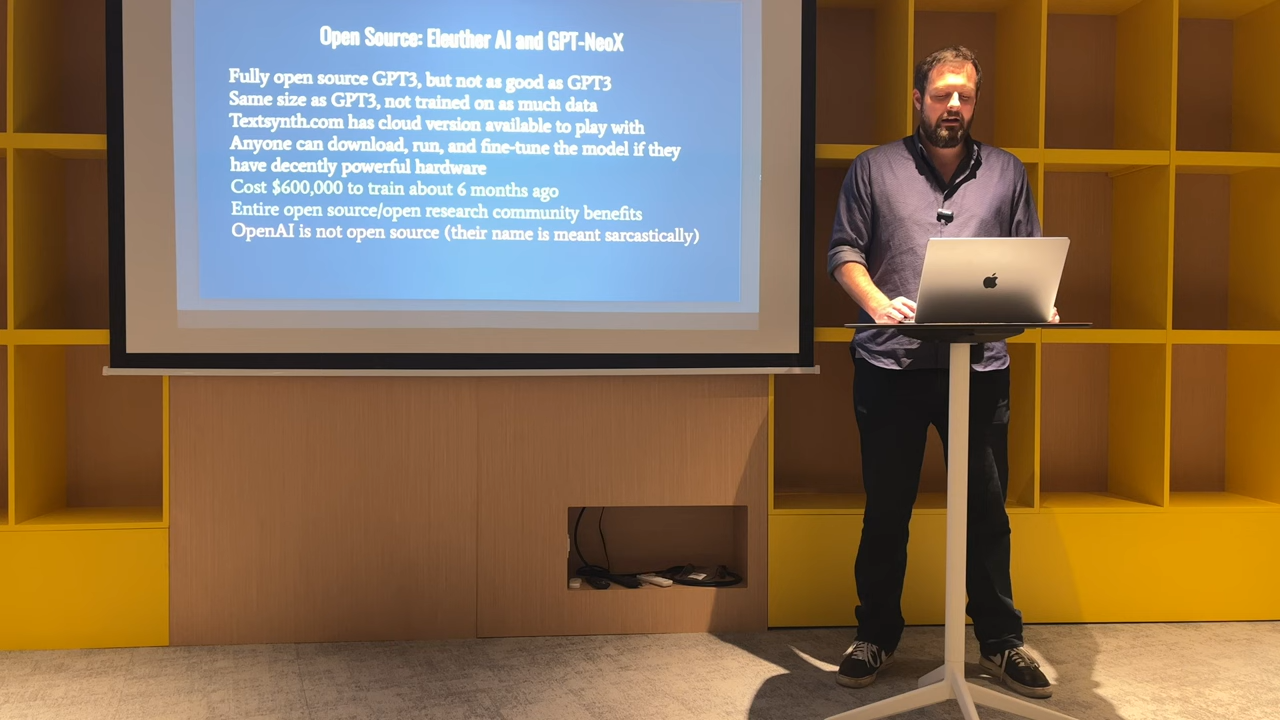 Open Source: Eleuther AI and GPT-NeoX
Fully open source GPT3, but not as good as GPT3
Same size as GPT3, not trained on as much data
Textsynth.com has cloud version available to play with
Anyone can download, run, and fine-tune the model if they
have decently powerful hardware
Cost $600,000 to train about 6 months ago
Entire open source/open research community benefits
OpenAI is not open source (their name is meant sarcastically)